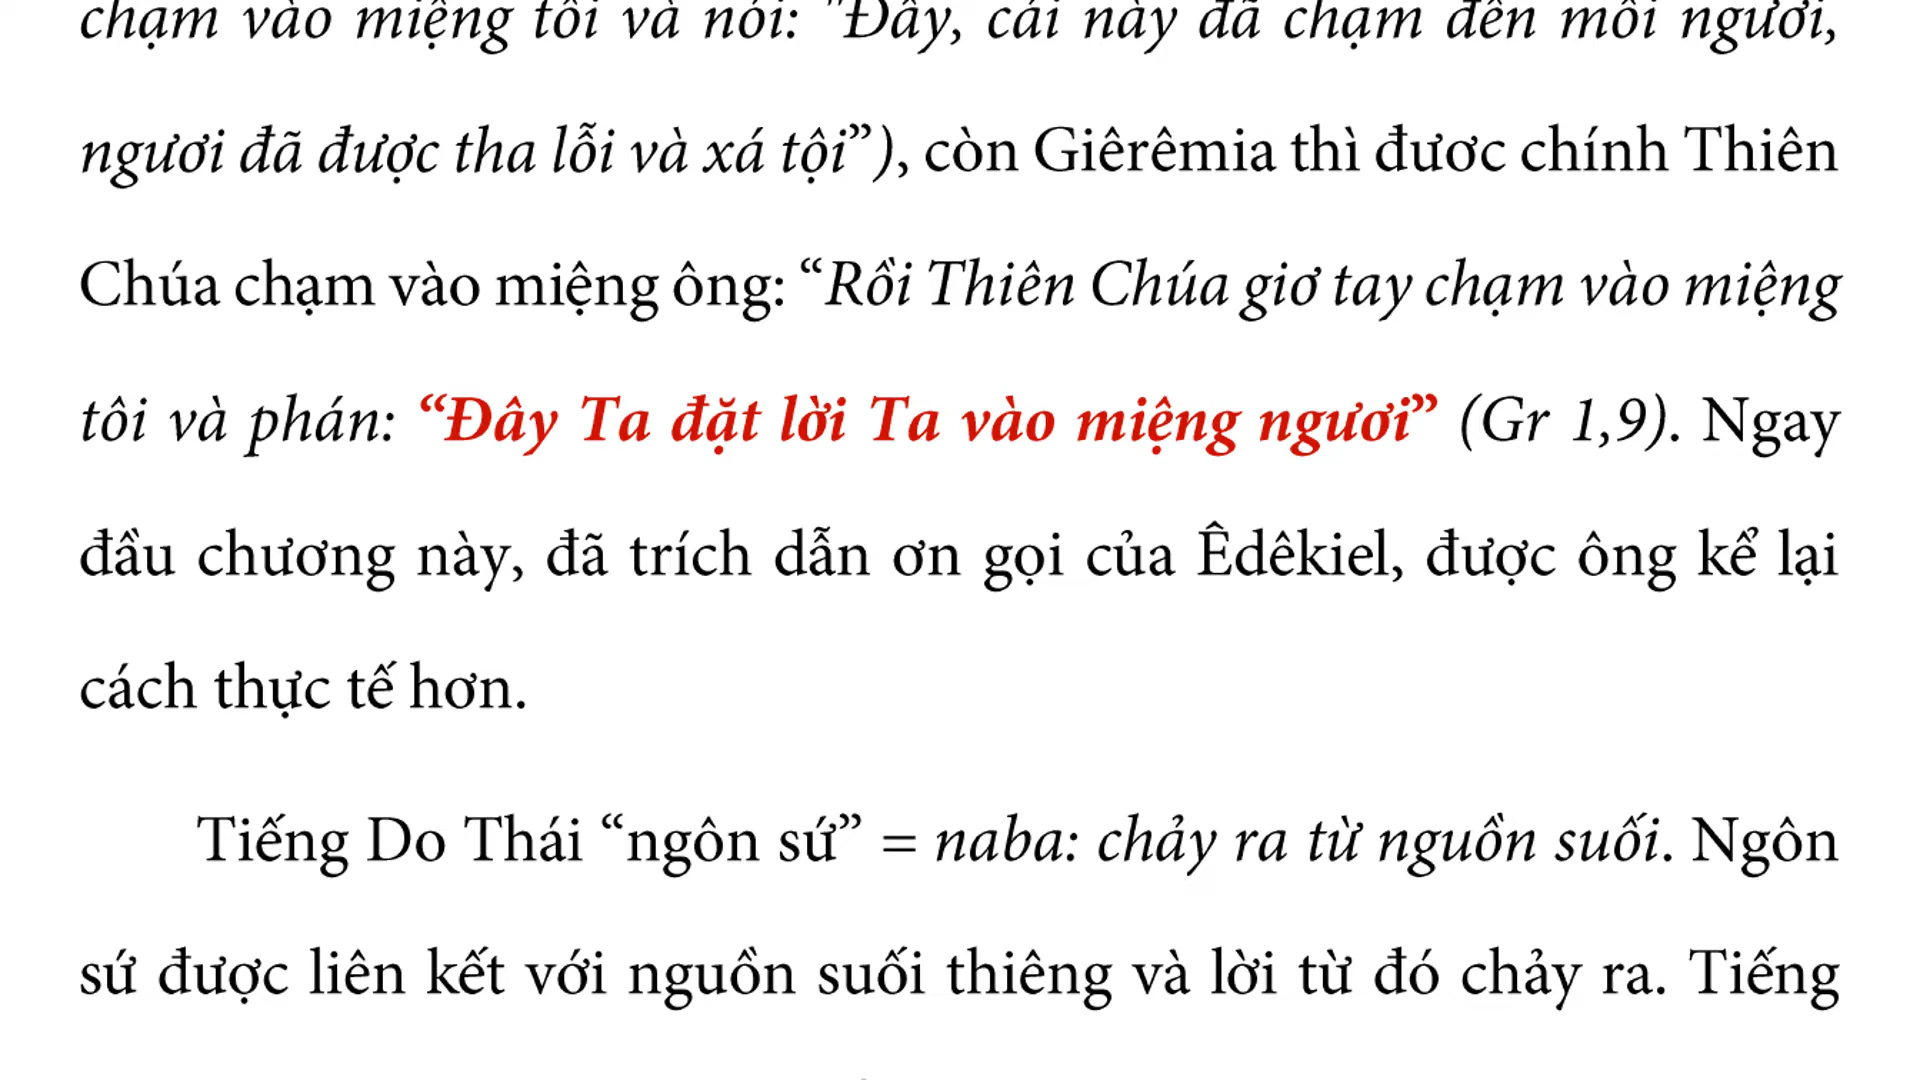 chạm vào miệng tôi và nói: "Đây, cái này đã chạm đến môi ngươi,
ngươi đã được tha lỗi và xá tội”), còn Giêrêmia thì đươc chính Thiên
Chúa chạm vào miệng ông: “Rồi Thiên Chúa giơ tay chạm vào miệng
tôi và phán: “Đây Ta đặt lời Ta vào miệng ngươi” (Gr 1,9). Ngay
đầu chương này, đã trích dẫn ơn gọi của Êdêkiel, được ông kể lại
cách thực tế hơn.
Tiếng Do Thái “ngôn sứ” = naba: chảy ra từ nguồn suối. Ngôn
sứ được liên kết với nguồn suối thiêng và lời từ đó chảy ra. Tiếng